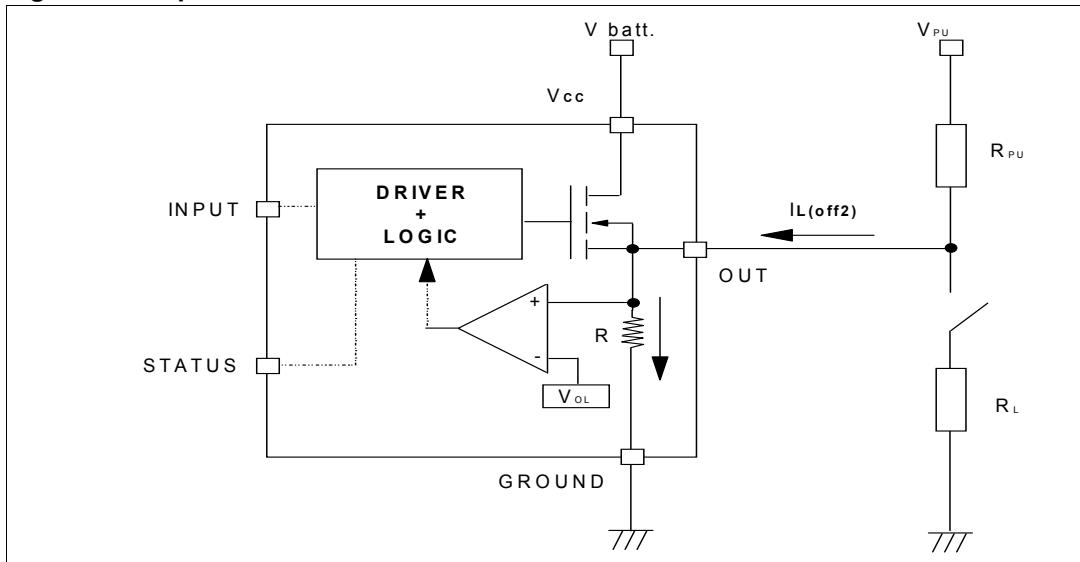 V batt.
VPU
Vcc
RPU
DRIVER
+
LOGIC
INPUT
IL(off2)
OUT
+
R
-
STATUS
VOL
RL
GROUND